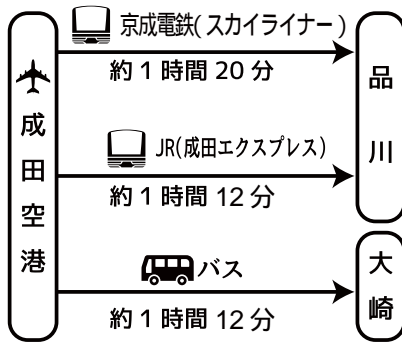 成田空港
京成電鉄(スカイライナー)
約1時間20分
JR(成田エクスプレス)
約1時間12分
バス
約1時間12分
品川
大崎